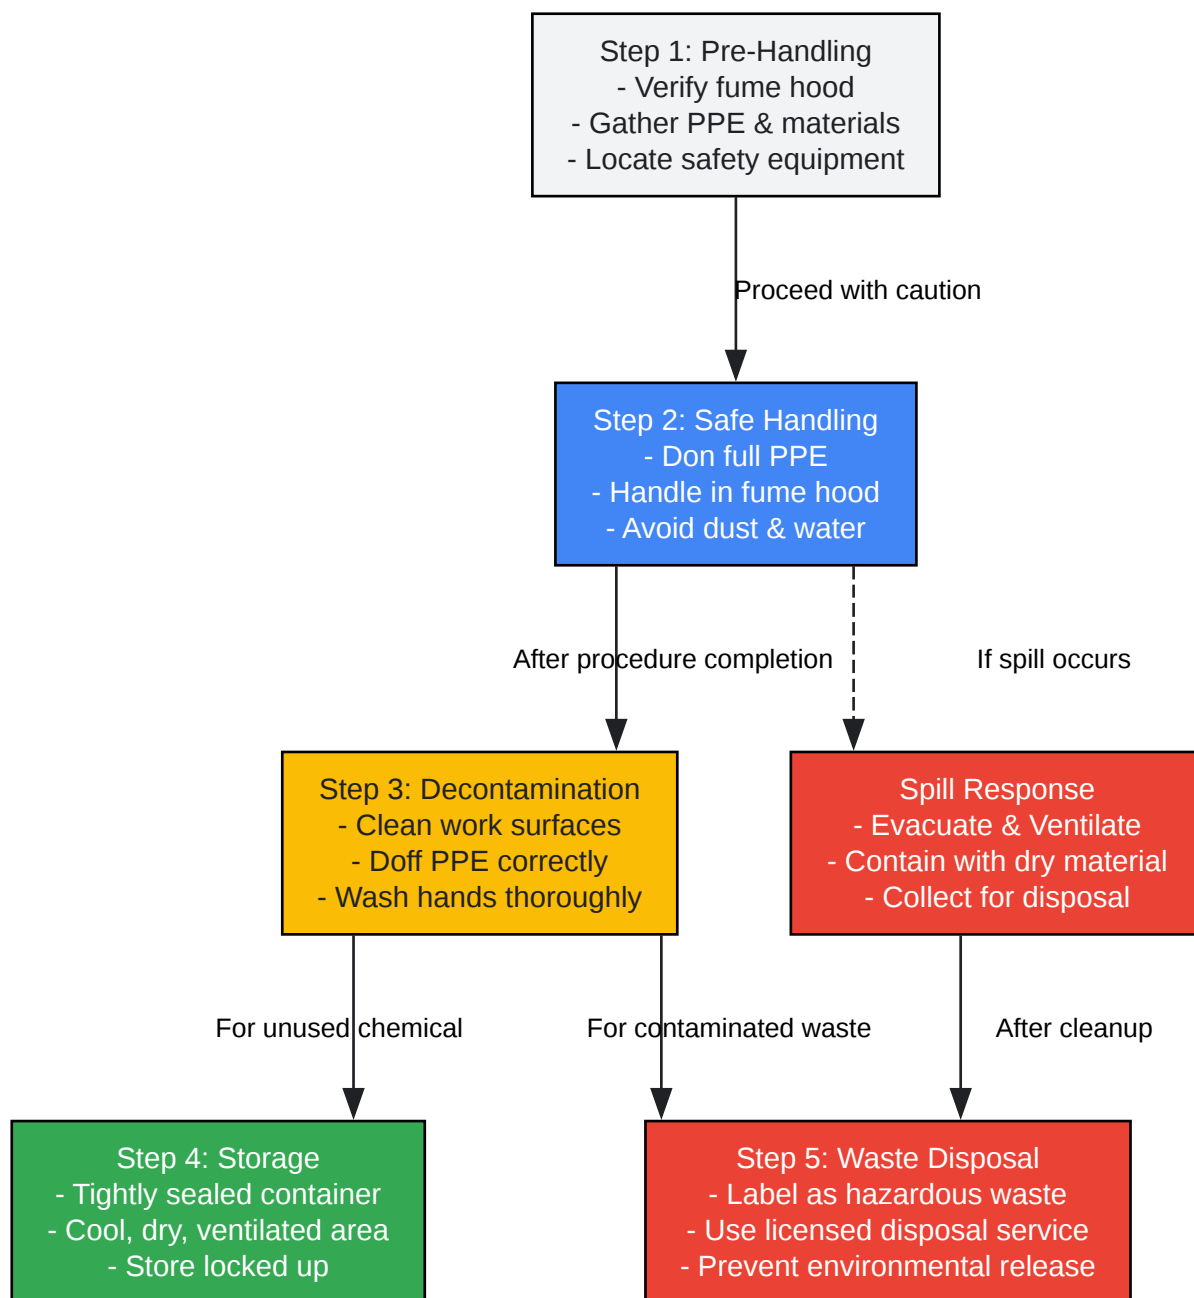 Step 1: Pre-Handling
- Verify fume hood
- Gather PPE & materials
- Locate safety equipment
Proceed with caution
Step 2: Safe Handling
- Don full PPE
- Handle in fume hood
- Avoid dust & water
After procedure completion
If spill occurs
Step 3: Decontamination
- Clean work surfaces
- Doff PPE correctly
- Wash hands thoroughly
Spill Response
- Evacuate & Ventilate
- Contain with dry material
- Collect for disposal
For unused chemical
For contaminated waste
After cleanup
Step 4: Storage
- Tightly sealed container
- Cool, dry, ventilated area
- Store locked up
Step 5: Waste Disposal
- Label as hazardous waste
- Use licensed disposal service
- Prevent environmental release